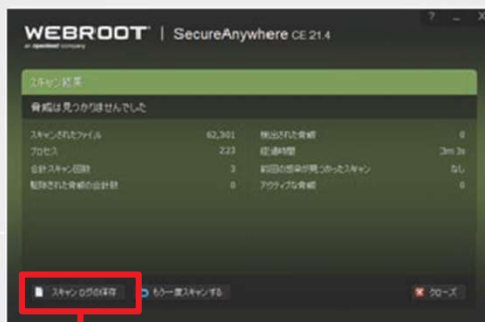 ? _ X
WEBROOT | SecureAnywhere CE 21.4
an opentext company
スキャン結果
脅威は見つかりませんでした
スキャンされたファイル 62,301 検出された脅威 0
プロセス 223 経過時間 3m 3s
合計スキャン回数 3 前回の感染が見つかったスキャン なし
駆除された脅威の合計数 0 アクティブな脅威 0
スキャンログの保存 もう一度スキャンする クローズ